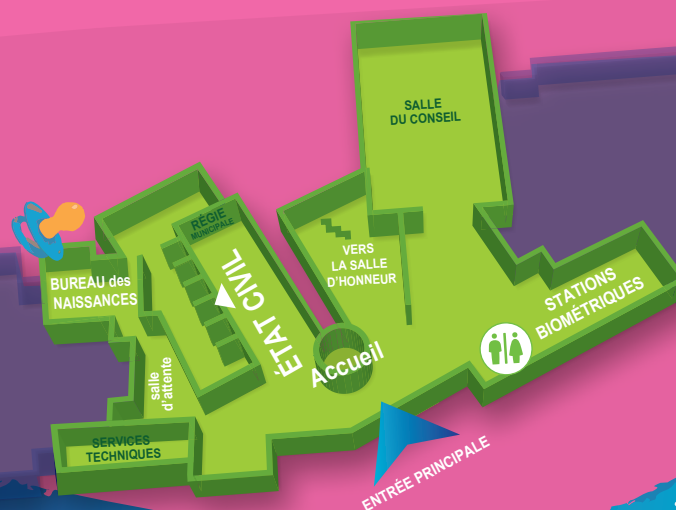 SALLE
DU CONSEIL
RÉGIE
MUNICIPALE
VERS
LA SALLE
D'HONNEUR
ÉTAT CIVIL
BUREAU des
NAISSANCES
STATIONS
BIOMÉTRIQUES
Accueil
salle
d'attente
SERVICES
TECHNIQUES
ENTRÉE PRINCIPALE